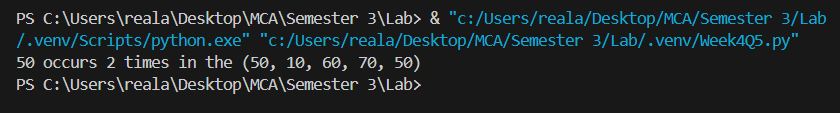 PS C:\Users\reala\Desktop\MCA\Semester 3\Lab> & "c:/Users/reala/Desktop/MCA/Semester 3/Lab
/.venv/Scripts/python.exe" "c:/Users/reala/Desktop/MCA/Semester 3/Lab/.venv/Week4Q5.py"
50 occurs 2 times in the (50, 10, 60, 70, 50)
PS C:\Users\reala\Desktop\MCA\Semester 3\Lab>